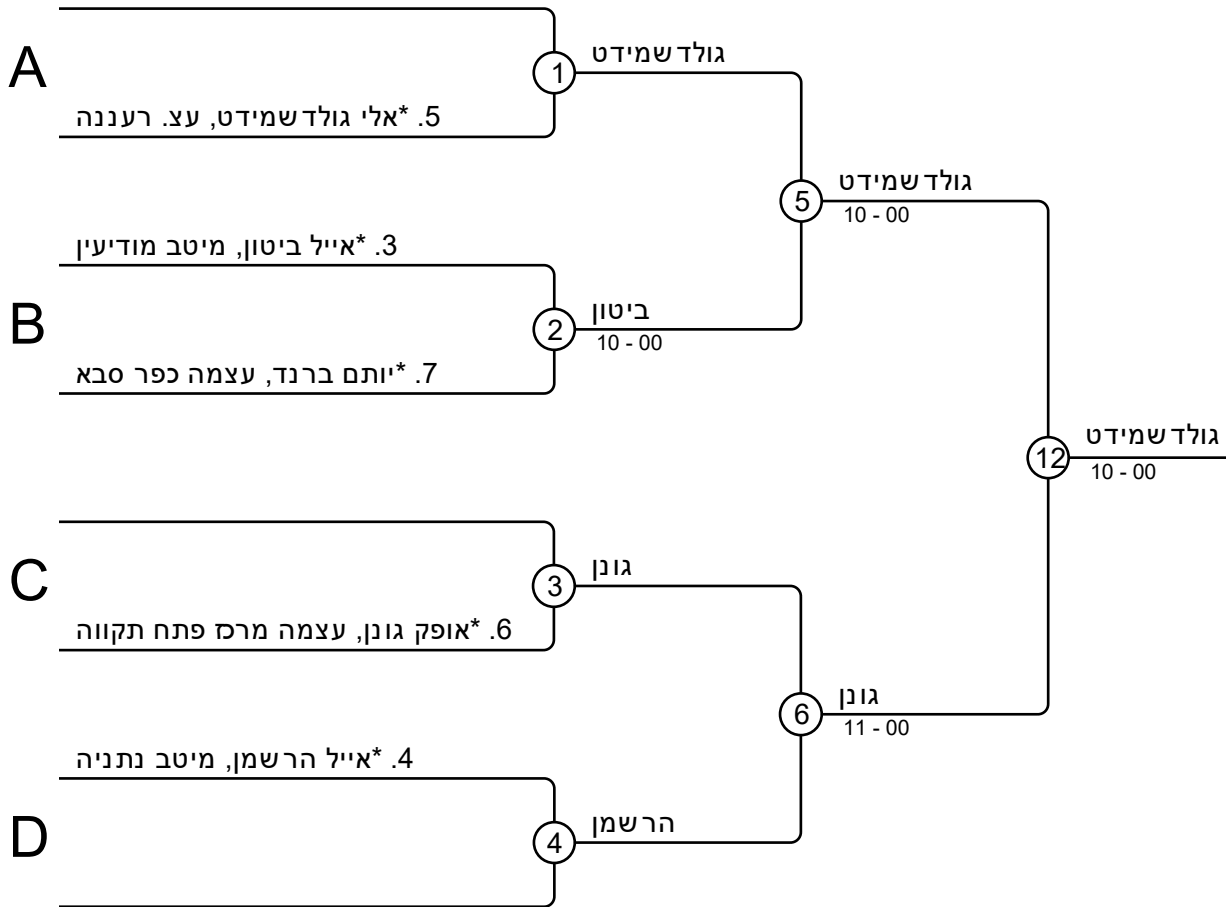 A
1
גולדשמידט
5. *אלי גולדשמידט, עצ. רעננה
5
גולדשמידט
10 - 00
3. *אייל ביטון, מיטב מודיעין
B
2
ביטון
10 - 00
7. *יותם ברנד, עצמה כפר סבא
12
גולדשמידט
10 - 00
C
3
גונן
6. *אופק גונן, עצמה מרכז פתח תקווה
6
גונן
11 - 00
4. *אייל הרשמן, מיטב נתניה
D
4
הרשמן